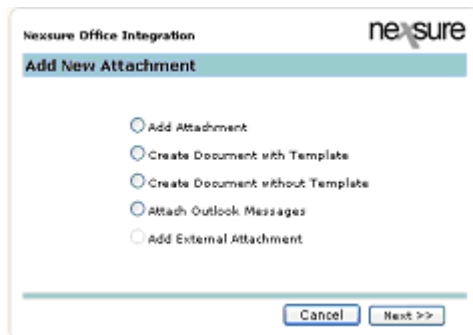 Nexsure Office Integration
nexsure
Add New Attachment
Add Attachment
Create Document with Template
Create Document without Template
Attach Outlook Messages
Add External Attachment
Cancel
Next >>